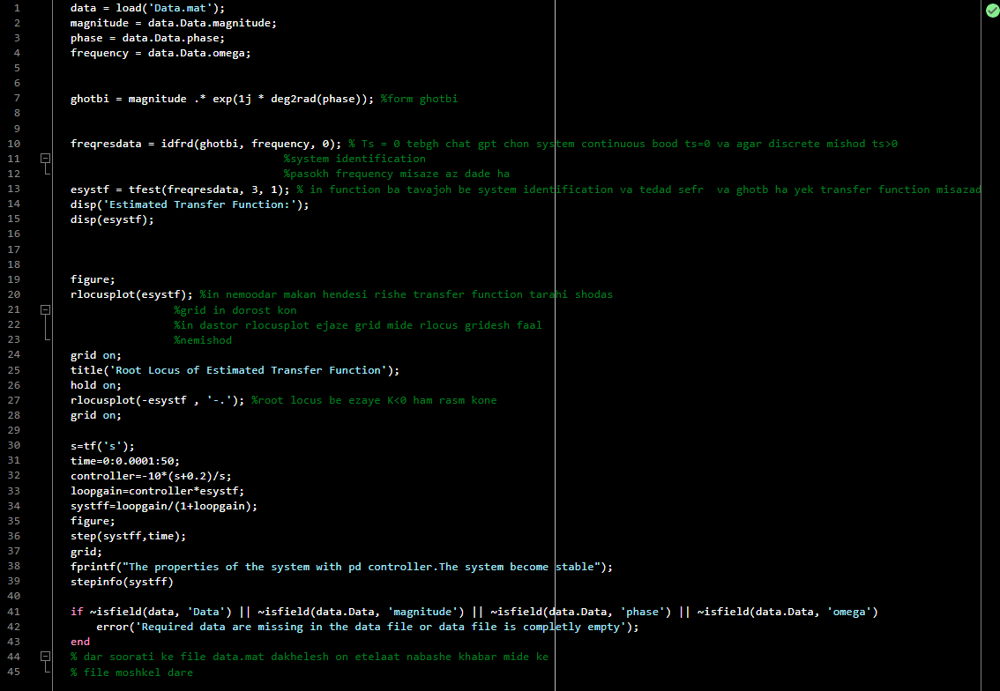 1 data = load('Data.mat');
2 magnitude = data.Data.magnitude;
3 phase = data.Data.phase;
4 frequency = data.Data.omega;
5
6
7 ghotbi = magnitude .* exp(1j * deg2rad(phase)); %form ghotbi
8
9
10 freqresdata = idfrd(ghotbi, frequency, 0); % Ts = 0 tebgh chat gpt chon system continuous bood ts=0 va agar discrete mishod ts>0
11 %system identification
12 %pasokh frequency misaze az dade ha
13 esystf = tfest(freqresdata, 3, 1); % in function ba tavajoh be system identification va tedad sefr  va ghotb ha yek transfer function misazad
14 disp('Estimated Transfer Function:');
15 disp(esystf);
16
17
18
19 figure;
20 rlocusplot(esystf); %in nemoodar makan hendesi rishe transfer function tarahi shodas
21 %grid in dorost kon
22 %in dastor rlocusplot ejaze grid mide rlocus gridesh faal
23 %nemishod
24 grid on;
25 title('Root Locus of Estimated Transfer Function');
26 hold on;
27 rlocusplot(-esystf , '-.'); %root locus be ezaye K<0 ham rasm kone
28 grid on;
29
30 s=tf('s');
31 time=0:0.0001:50;
32 controller=-10*(s+0.2)/s;
33 loopgain=controller*esystf;
34 systff=loopgain/(1+loopgain);
35 figure;
36 step(systff,time);
37 grid;
38 fprintf("The properties of the system with pd controller.The system become stable");
39 stepinfo(systff)
40
41 if ~isfield(data, 'Data') || ~isfield(data.Data, 'magnitude') || ~isfield(data.Data, 'phase') || ~isfield(data.Data, 'omega')
42 error('Required data are missing in the data file or data file is completly empty');
43 end
44 % dar soorati ke file data.mat dakhelesh on etelaat nabashe khabar mide ke
45 % file moshkel dare